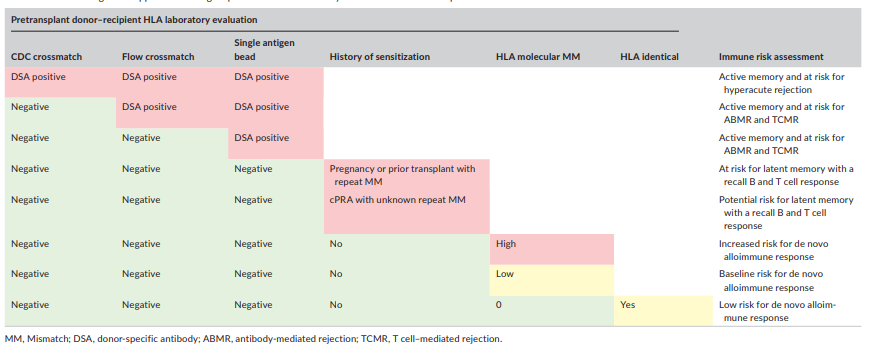 Pretransplant donor–recipient HLA laboratory evaluation
CDC crossmatch Flow crossmatch Single antigen bead History of sensitization HLA molecular MM HLA identical Immune risk assessment
DSA positive DSA positive DSA positive Active memory and at risk for
hyperacute rejection
Negative DSA positive DSA positive Active memory and at risk for
ABMR and TCMR
Negative Negative DSA positive Active memory and at risk for
ABMR and TCMR
Negative Negative Negative Pregnancy or prior transplant with At risk for latent memory with a
repeat MM recall B and T cell response
Negative Negative Negative cPRA with unknown repeat MM Potential risk for latent memory
with a recall B and T cell
response
Negative Negative Negative No High Increased risk for de novo
alloimmune response
Negative Negative Negative No Low Baseline risk for de novo
alloimmune response
Negative Negative Negative No 0 Yes Low risk for de novo alloim-
mune response
MM, Mismatch; DSA, donor-specific antibody; ABMR, antibody-mediated rejection; TCMR, T cell–mediated rejection.